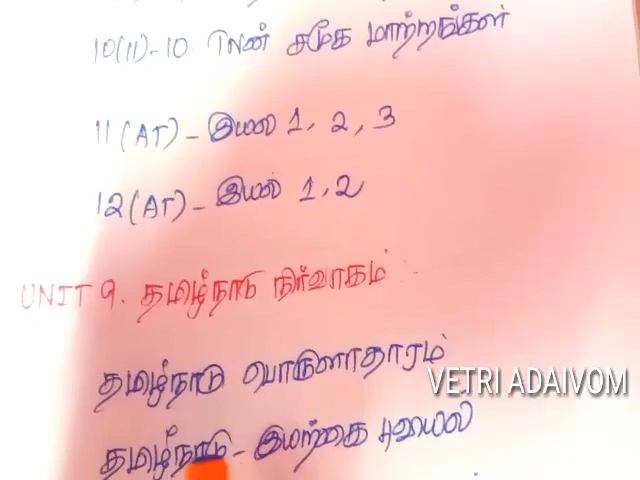 10(11)-10. TNன் சமூக மாற்றங்கள்
11 (AT) - இயல் 1, 2, 3
12 (AT) - இயல் 1, 2
UNIT 9. தமிழ்நாடு நிர்வாகம்
தமிழ்நாடு பொருளாதாரம்
VETRI ADAIVOM
தமிழ்நாடு - இயற்கை புவியல்